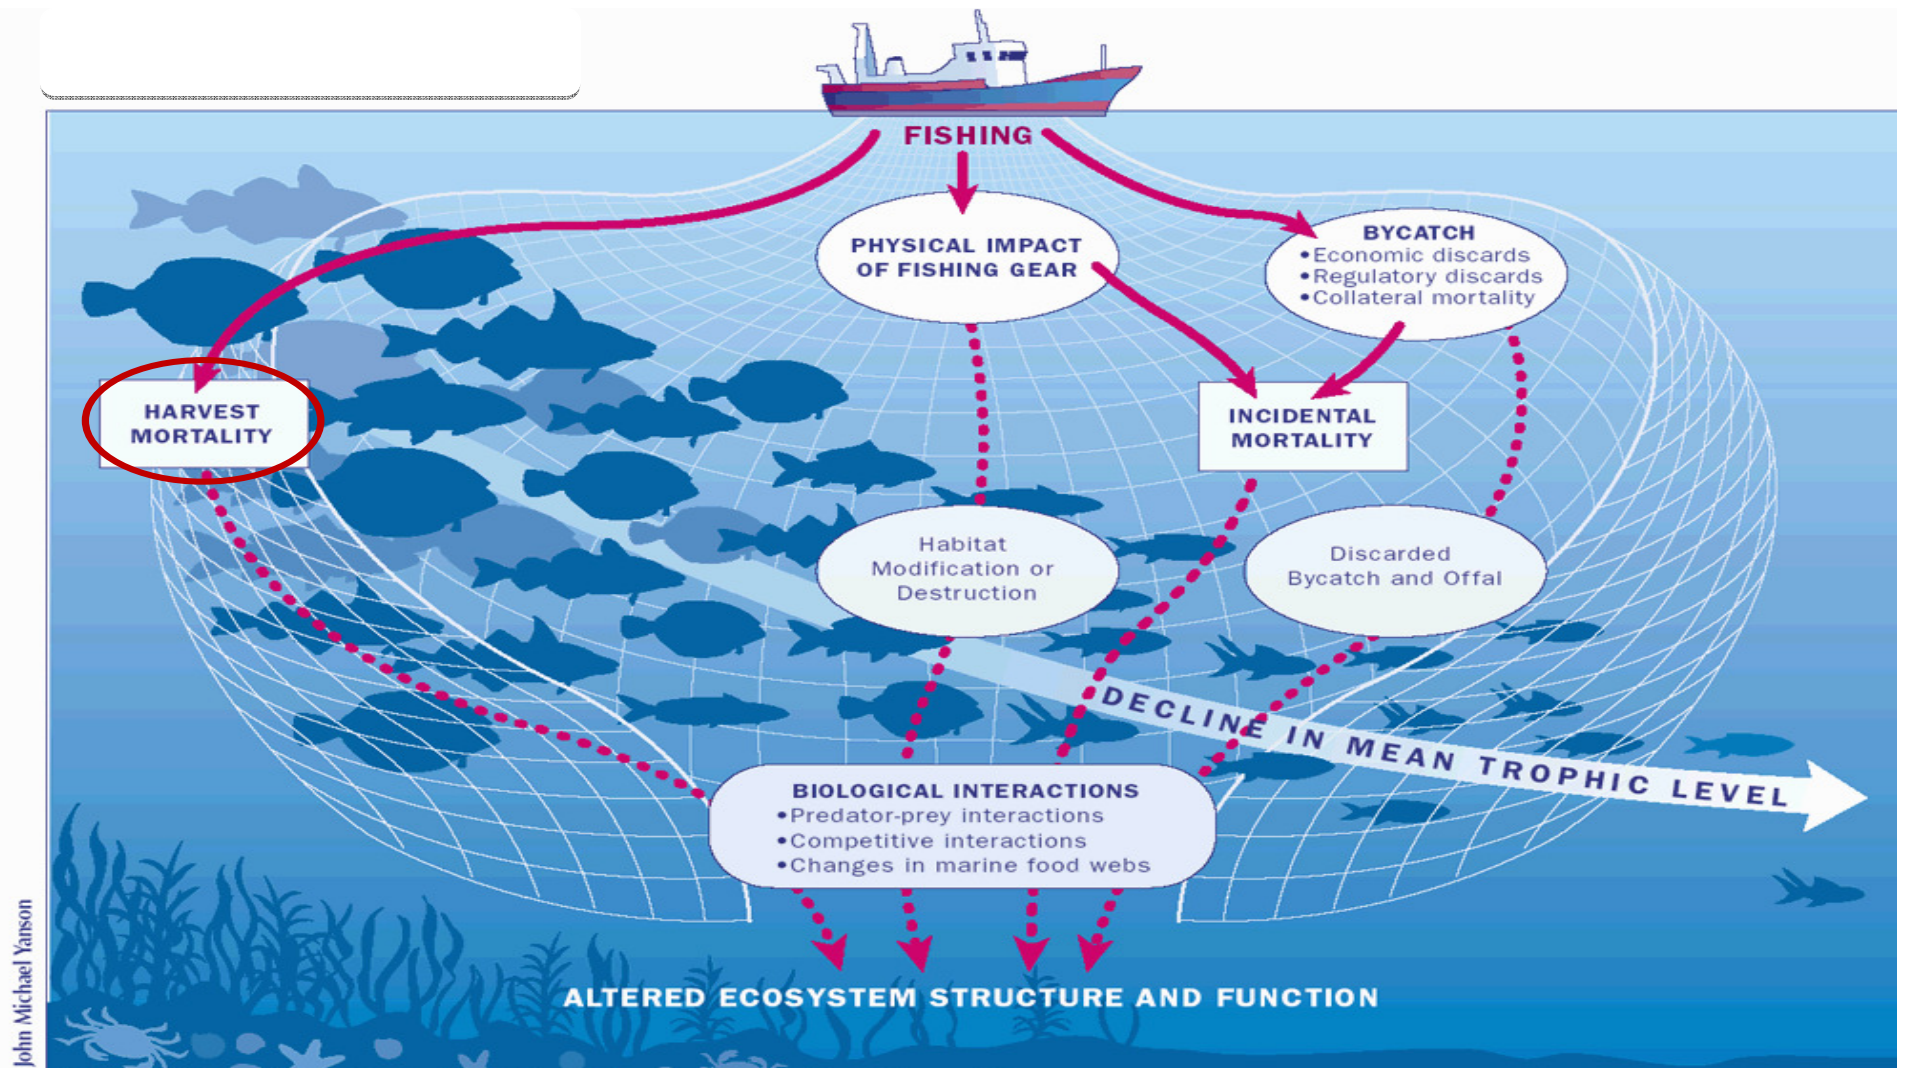 FISHING
PHYSICAL IMPACT
OF FISHING GEAR
BYCATCH
•Economic discards
•Regulatory discards
•Collateral mortality
HARVEST
MORTALITY
INCIDENTAL
MORTALITY
Habitat
Modification or
Destruction
Discarded
Bycatch and Offal
DECLINE IN MEAN TROPHIC LEVEL
BIOLOGICAL INTERACTIONS
•Predator-prey interactions
•Competitive interactions
•Changes in marine food webs
ALTERED ECOSYSTEM STRUCTURE AND FUNCTION
John Michael Yanson